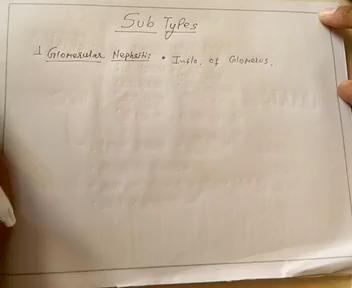 Sub Types
1 Glomerular Nephritis • Infla. of Glomerus.